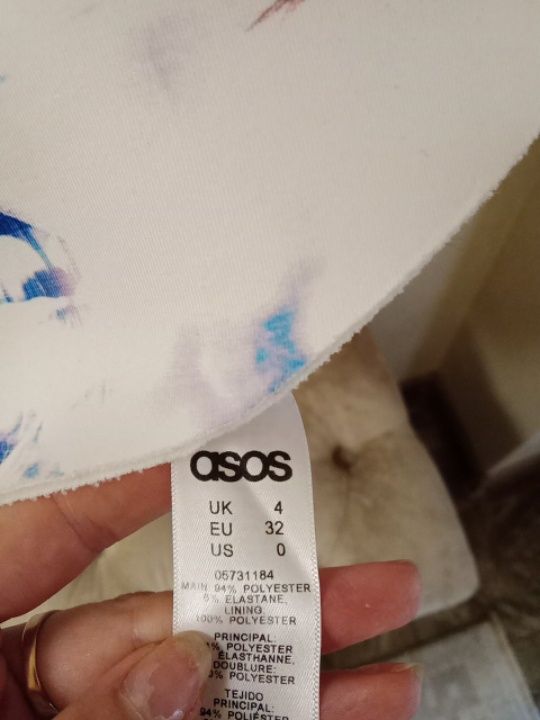 asos
UK 4
EU 32
US 0
05731184
MAIN: 94% POLYESTER
6% ELASTANE,
LINING:
100% POLYESTER
PRINCIPAL:
% POLYESTER
ELASTHANNE,
DOUBLURE:
% POLYESTER
TEJIDO
PRINCIPAL:
94% POLIÉSTER